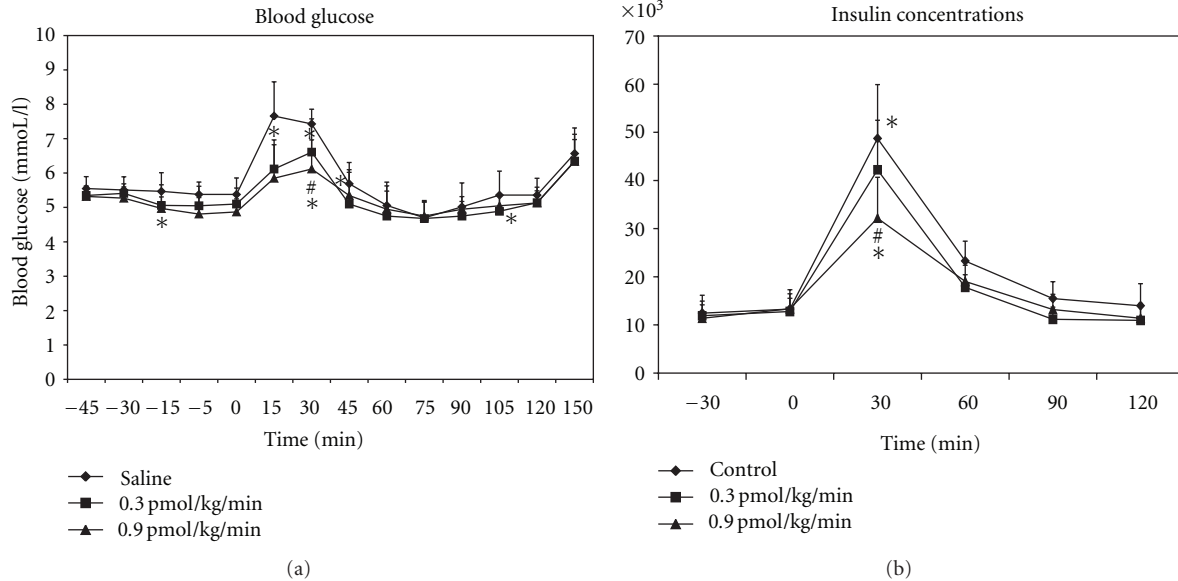 Blood glucose
10
9
8
7
6
5
4
3
2
1
0
Blood glucose (mmoL/l)
*
*
*
*
#
*
*
−45 −30 −15 −5 0 15 30 45 60 75 90 105 120 150
Time (min)
Saline
0.3 pmol/kg/min
0.9 pmol/kg/min
(a)
×10³
Insulin concentrations
70
60
50
40
30
20
10
0
*
#
*
−30 0 30 60 90 120
Time (min)
Control
0.3 pmol/kg/min
0.9 pmol/kg/min
(b)